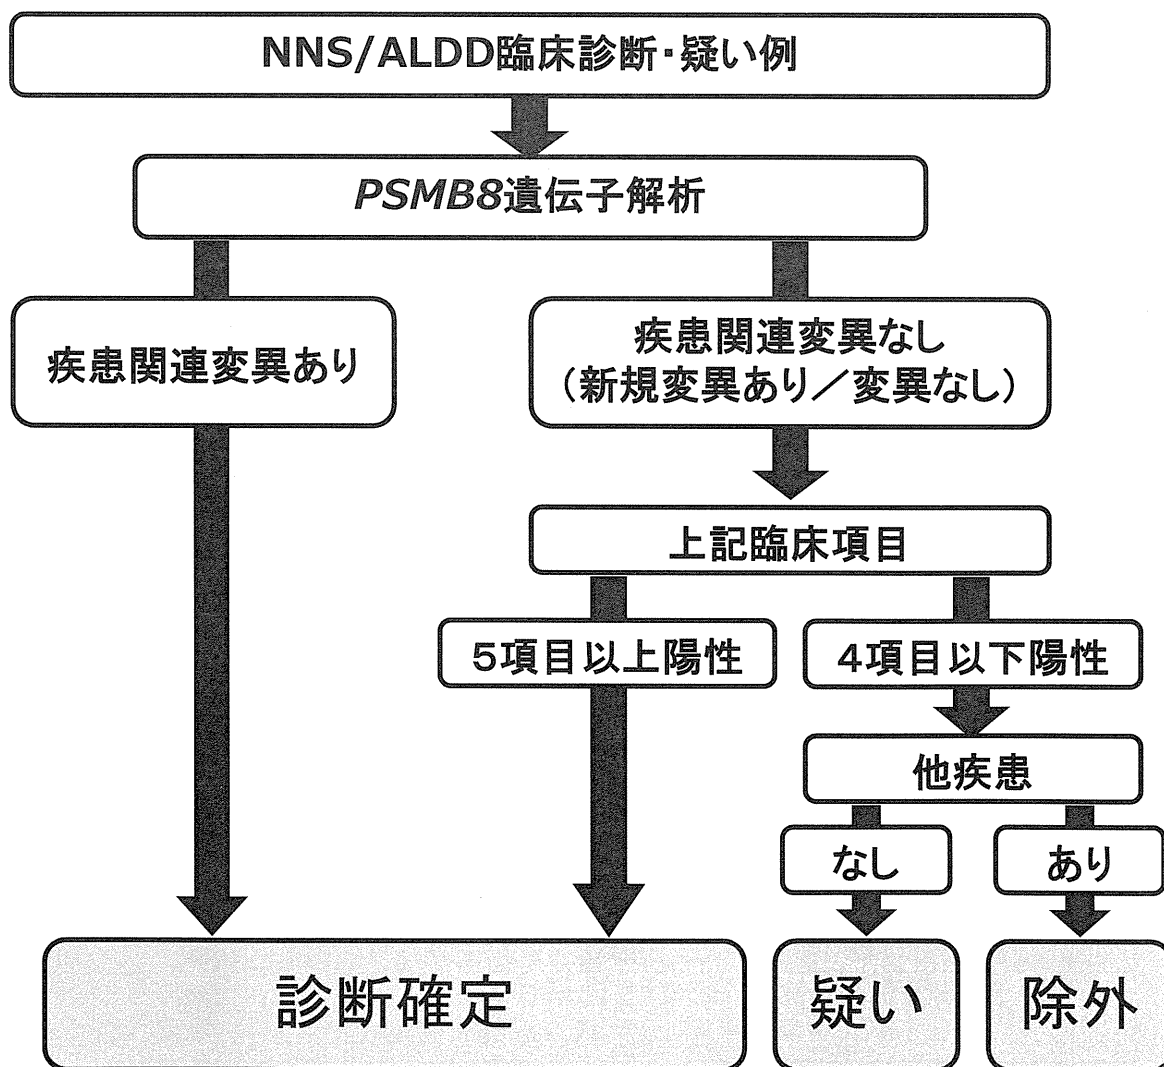 NNS/ALDD臨床診断・疑い例
PSMB8遺伝子解析
疾患関連変異あり
疾患関連変異なし
（新規変異あり／変異なし）
上記臨床項目
５項目以上陽性
４項目以下陽性
他疾患
なし
あり
診断確定
疑い
除外